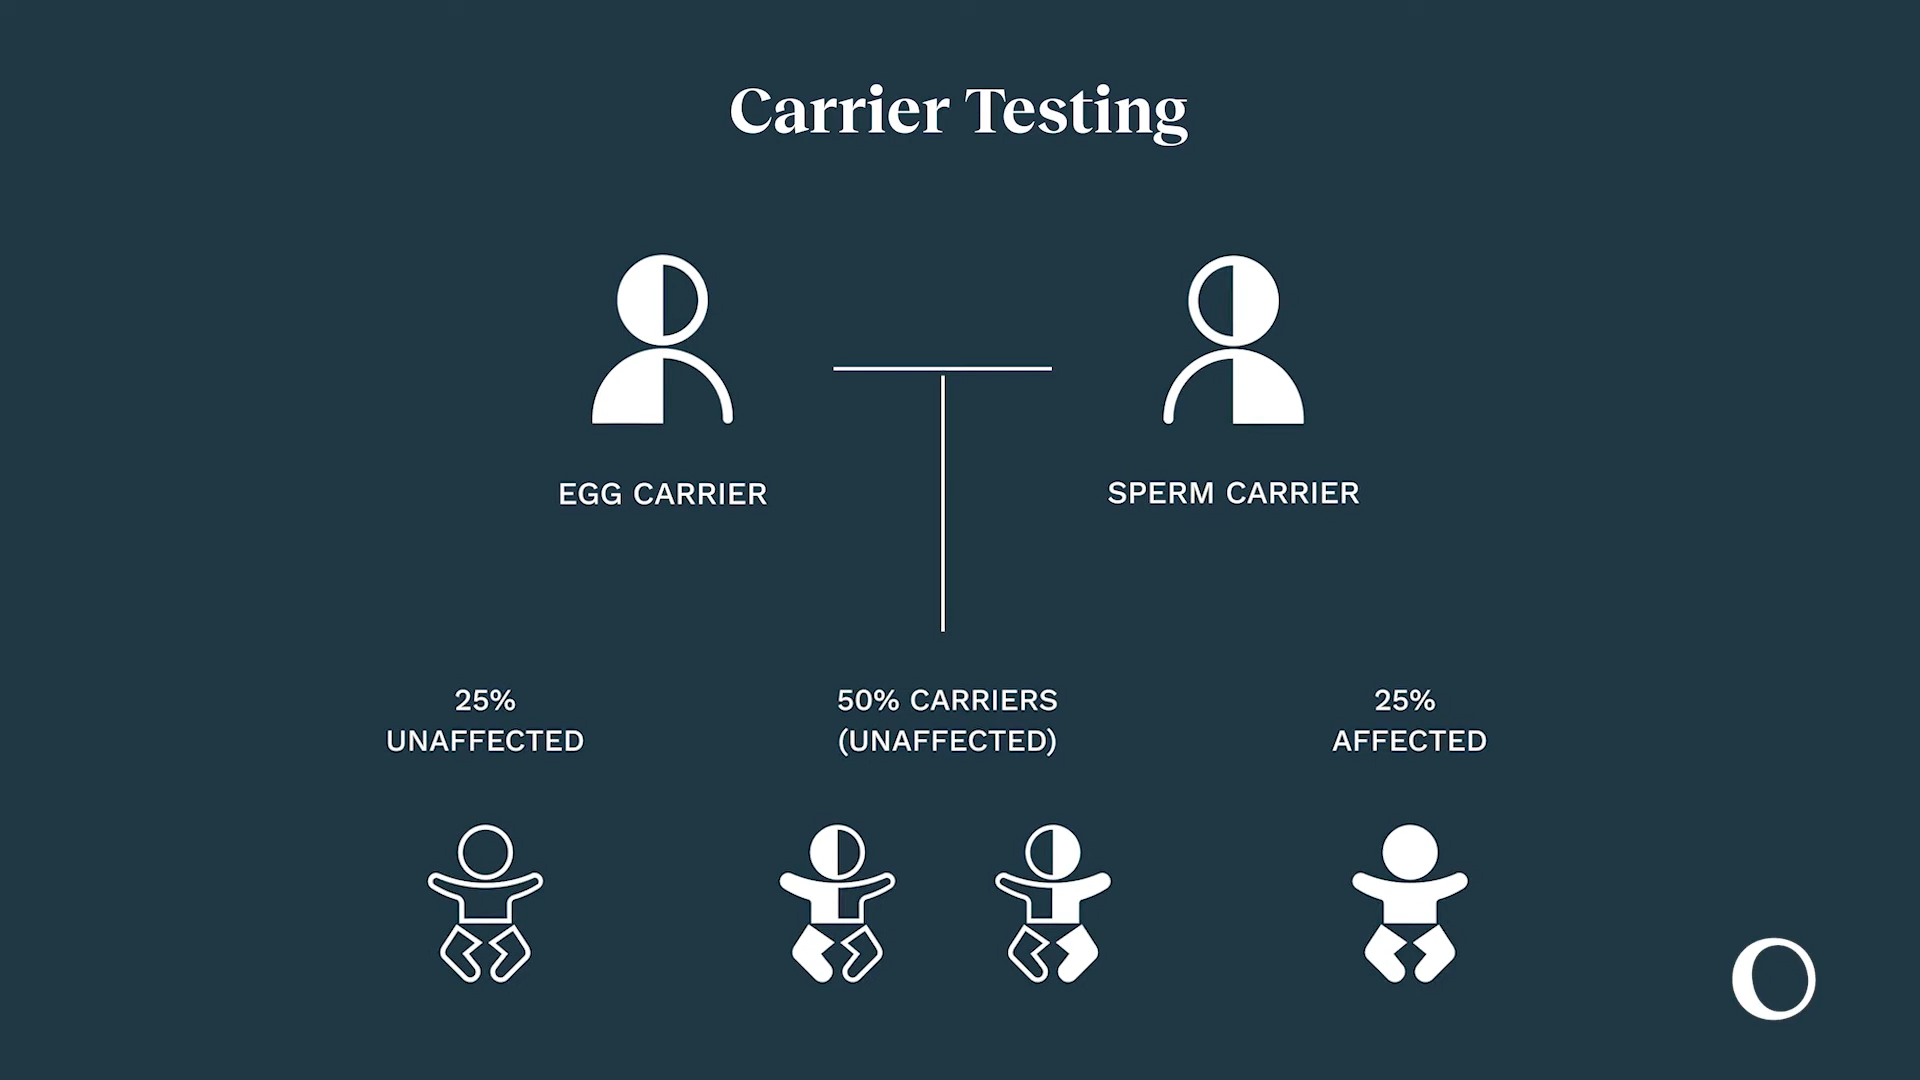 Carrier Testing
EGG CARRIER
SPERM CARRIER
25%
UNAFFECTED
50% CARRIERS
(UNAFFECTED)
25%
AFFECTED